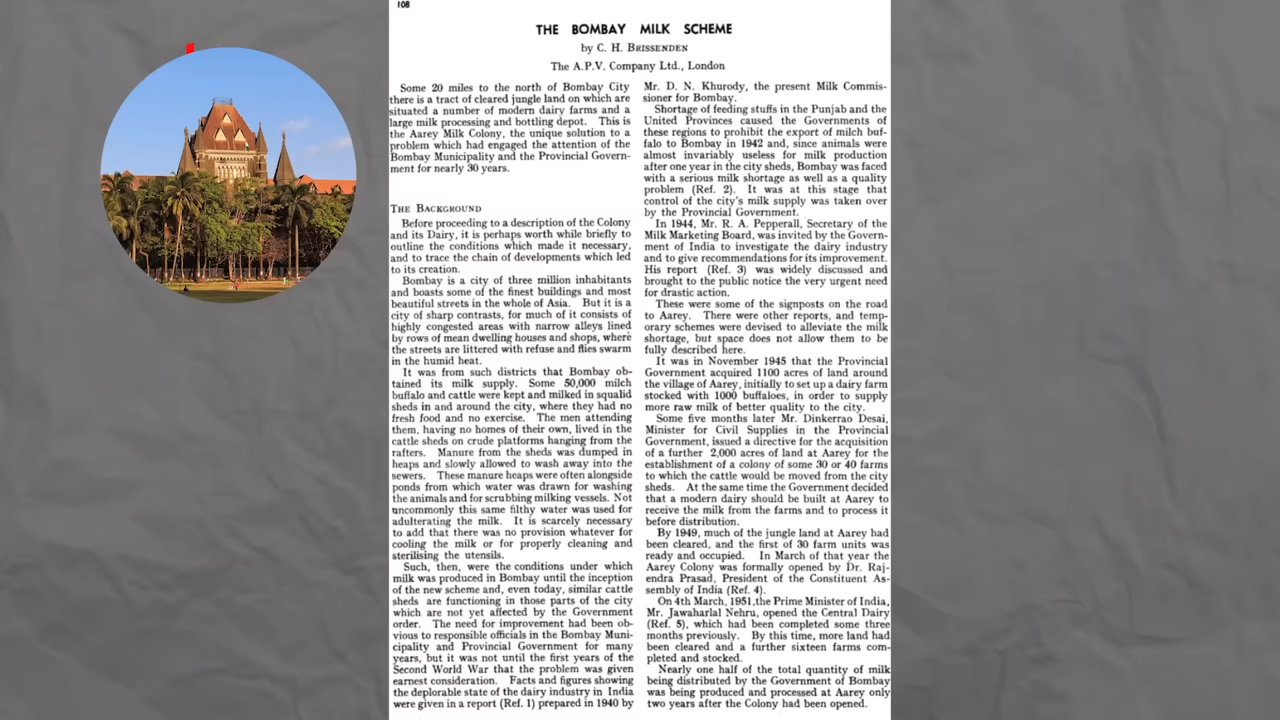 108
THE BOMBAY MILK SCHEME
by C. H. BRISSENDEN
The A.P.V. Company Ltd., London
Some 20 miles to the north of Bombay City
there is a tract of cleared jungle land on which are
situated a number of modern dairy farms and a
large milk processing and bottling depot. This is
the Aarey Milk Colony, the unique solution to a
problem which had engaged the attention of the
Bombay Municipality and the Provincial Govern-
ment for nearly 30 years.
THE BACKGROUND
Before proceeding to a description of the Colony
and its Dairy, it is perhaps worth while briefly to
outline the conditions which made it necessary,
and to trace the chain of developments which led
to its creation.
Bombay is a city of three million inhabitants
and boasts some of the finest buildings and most
beautiful streets in the whole of Asia. But it is a
city of sharp contrasts, for much of it consists of
highly congested areas with narrow alleys lined
by rows of mean dwelling houses and shops, where
the streets are littered with refuse and flies swarm
in the humid heat.
It was from such districts that Bombay ob-
tained its milk supply. Some 50,000 milch
buffalo and cattle were kept and milked in squalid
sheds in and around the city, where they had no
fresh food and no exercise. The men attending
them, having no homes of their own, lived in the
cattle sheds on crude platforms hanging from the
rafters. Manure from the sheds was dumped in
heaps and slowly allowed to wash away into the
sewers. These manure heaps were often alongside
ponds from which water was drawn for washing
the animals and for scrubbing milking vessels. Not
uncommonly this same filthy water was used for
adulterating the milk. It is scarcely necessary
to add that there was no provision whatever for
cooling the milk or for properly cleaning and
sterilising the utensils.
Such, then, were the conditions under which
milk was produced in Bombay until the inception
of the new scheme and, even today, similar cattle
sheds are functioning in those parts of the city
which are not yet affected by the Government
order. The need for improvement had been ob-
vious to responsible officials in the Bombay Muni-
cipality and Provincial Government for many
years, but it was not until the first years of the
Second World War that the problem was given
earnest consideration. Facts and figures showing
the deplorable state of the dairy industry in India
were given in a report (Ref. 1) prepared in 1940 by
Mr. D. N. Khurody, the present Milk Commis-
sioner for Bombay.
Shortage of feeding stuffs in the Punjab and the
United Provinces caused the Governments of
these regions to prohibit the export of milch buf-
falo to Bombay in 1942 and, since animals were
almost invariably useless for milk production
after one year in the city sheds, Bombay was faced
with a serious milk shortage as well as a quality
problem (Ref. 2). It was at this stage that
control of the city's milk supply was taken over
by the Provincial Government.
In 1944, Mr. R. A. Pepperall, Secretary of the
Milk Marketing Board, was invited by the Govern-
ment of India to investigate the dairy industry
and to give recommendations for its improvement.
His report (Ref. 3) was widely discussed and
brought to the public notice the very urgent need
for drastic action.
These were some of the signposts on the road
to Aarey. There were other reports, and temp-
orary schemes were devised to alleviate the milk
shortage, but space does not allow them to be
fully described here.
It was in November 1945 that the Provincial
Government acquired 1100 acres of land around
the village of Aarey, initially to set up a dairy farm
stocked with 1000 buffaloes, in order to supply
more raw milk of better quality to the city.
Some five months later Mr. Dinkerrao Desai,
Minister for Civil Supplies in the Provincial
Government, issued a directive for the acquisition
of a further 2,000 acres of land at Aarey for the
establishment of a colony of some 30 or 40 farms
to which the cattle would be moved from the city
sheds. At the same time the Government decided
that a modern dairy should be built at Aarey to
receive the milk from the farms and to process it
before distribution.
By 1949, much of the jungle land at Aarey had
been cleared, and the first of 30 farm units was
ready and occupied. In March of that year the
Aarey Colony was formally opened by Dr. Raj-
endra Prasad, President of the Constituent As-
sembly of India (Ref. 4).
On 4th March, 1951, the Prime Minister of India,
Mr. Jawaharlal Nehru, opened the Central Dairy
(Ref. 5), which had been completed some three
months previously. By this time, more land had
been cleared and a further sixteen farms com-
pleted and stocked.
Nearly one half of the total quantity of milk
being distributed by the Government of Bombay
was being produced and processed at Aarey only
two years after the Colony had been opened.